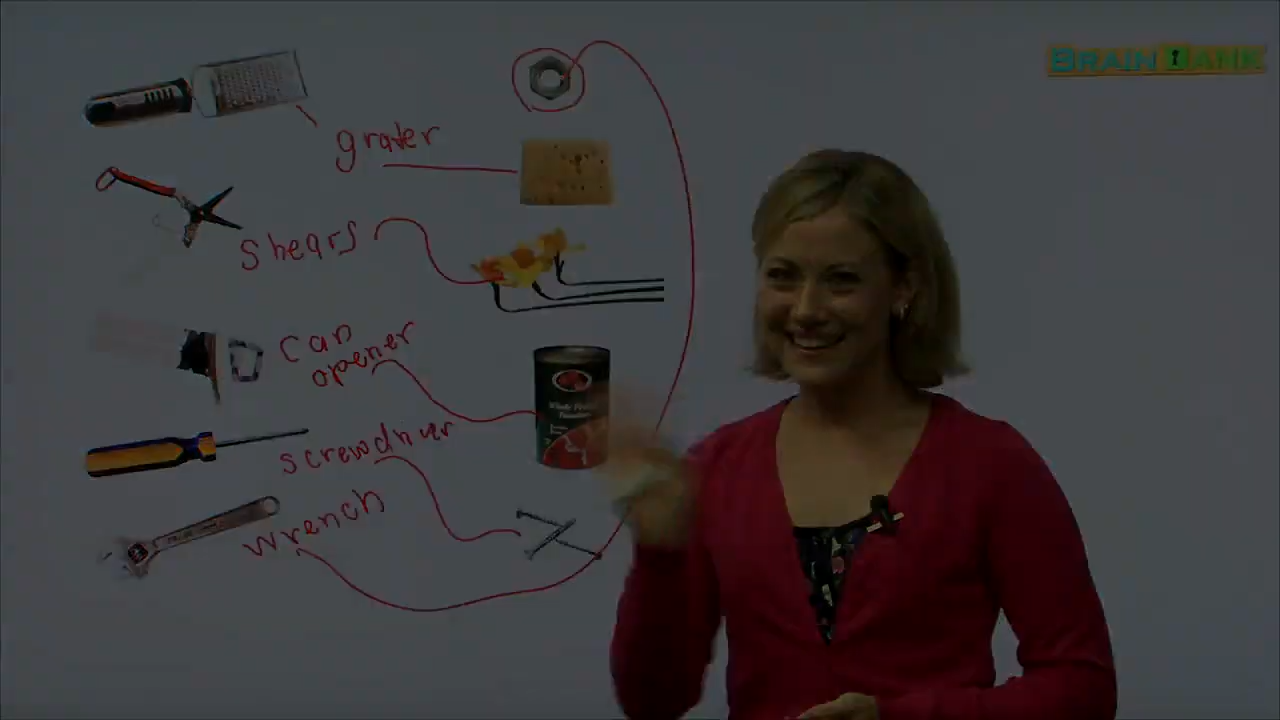 BRAIN BANK
grater
shears
can
opener
screwdriver
wrench